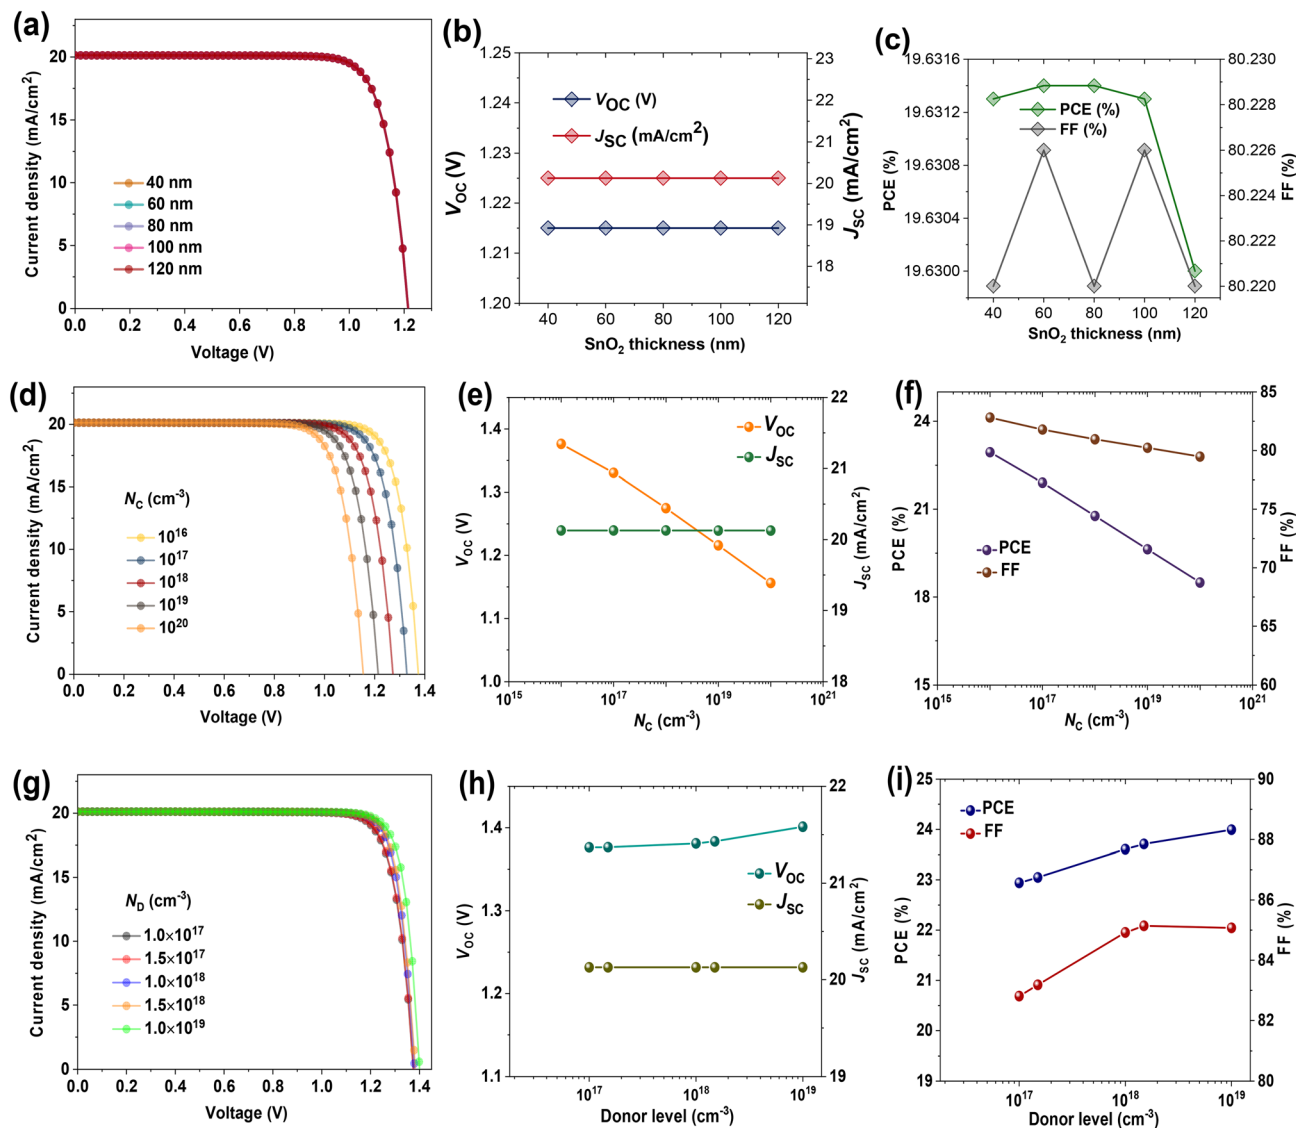 (a)
Current density (mA/cm²)
20
15
10
5
0
40 nm
60 nm
80 nm
100 nm
120 nm
0.0 0.2 0.4 0.6 0.8 1.0 1.2
Voltage (V)
(b)
V_OC (V)
1.25
1.24
1.23
1.22
1.21
1.20
V_OC (V)
J_SC (mA/cm²)
23
22
21
20
19
18
J_SC (mA/cm²)
40 60 80 100 120
SnO₂ thickness (nm)
(c)
PCE (%)
19.6316
19.6312
19.6308
19.6304
19.6300
PCE (%)
FF (%)
80.230
80.228
80.226
80.224
80.222
80.220
FF (%)
40 60 80 100 120
SnO₂ thickness (nm)
(d)
Current density (mA/cm²)
20
15
10
5
0
N_C (cm⁻³)
10¹⁶
10¹⁷
10¹⁸
10¹⁹
10²⁰
0.0 0.2 0.4 0.6 0.8 1.0 1.2 1.4
Voltage (V)
(e)
V_OC (V)
1.4
1.3
1.2
1.1
1.0
V_OC
J_SC
22
21
20
19
18
J_SC (mA/cm²)
10¹⁵ 10¹⁷ 10¹⁹ 10²¹
N_C (cm⁻³)
(f)
PCE (%)
24
21
18
15
PCE
FF
85
80
75
70
65
60
FF (%)
10¹⁶ 10¹⁷ 10¹⁹ 10²¹
N_C (cm⁻³)
(g)
Current density (mA/cm²)
20
15
10
5
0
N_D (cm⁻³)
1.0×10¹⁷
1.5×10¹⁷
1.0×10¹⁸
1.5×10¹⁸
1.0×10¹⁹
0.0 0.2 0.4 0.6 0.8 1.0 1.2 1.4
Voltage (V)
(h)
V_OC (V)
1.4
1.3
1.2
1.1
V_OC
J_SC
22
21
20
19
J_SC (mA/cm²)
10¹⁷ 10¹⁸ 10¹⁹
Donor level (cm⁻³)
(i)
PCE (%)
25
24
23
22
21
20
19
PCE
FF
90
88
86
84
82
80
FF (%)
10¹⁷ 10¹⁸ 10¹⁹
Donor level (cm⁻³)